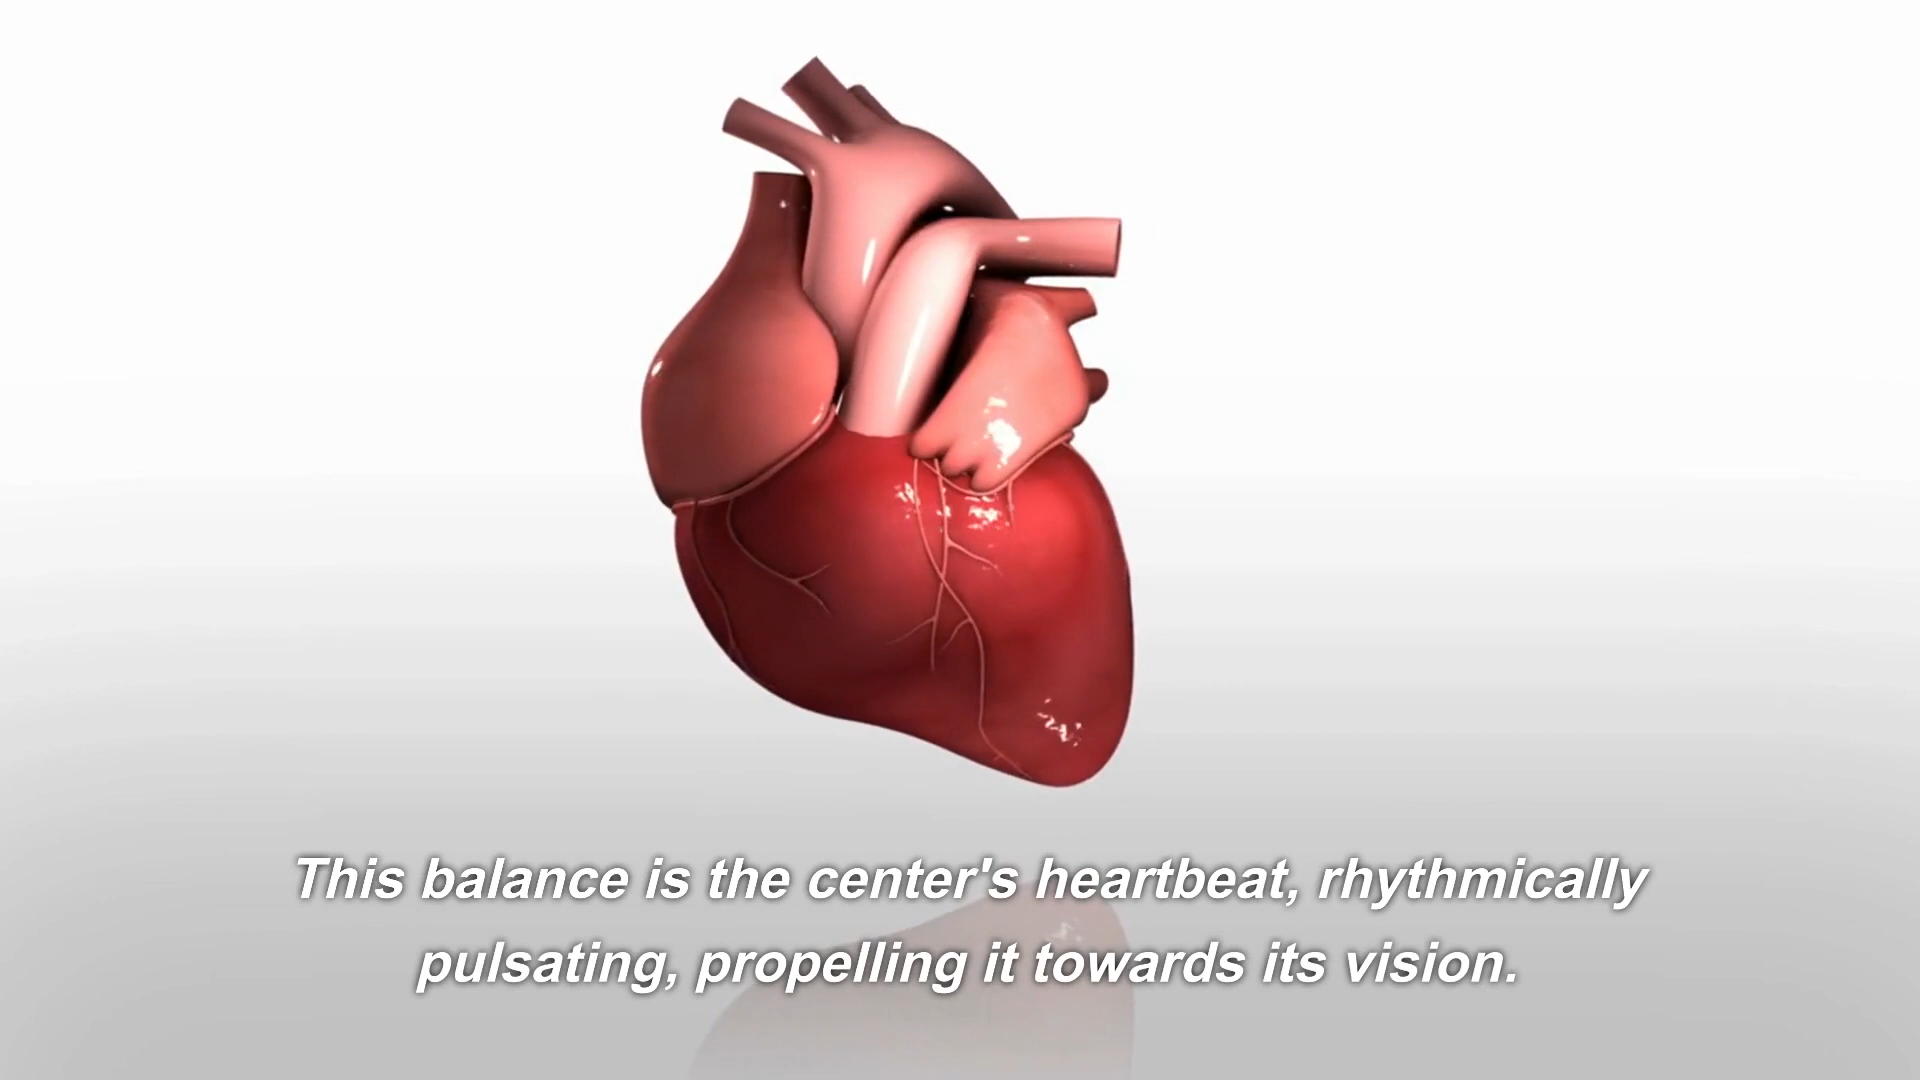 This balance is the center's heartbeat, rhythmically
pulsating, propelling it towards its vision.